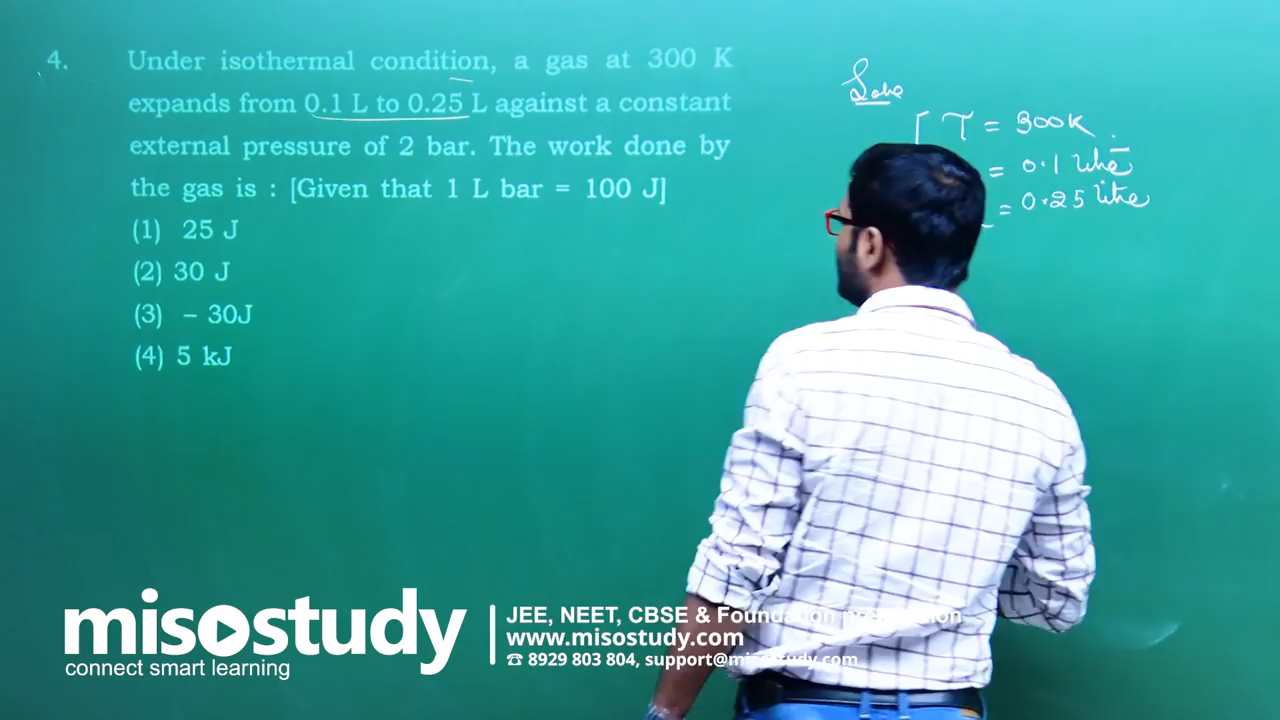 4. Under isothermal condition, a gas at 300 K
expands from 0.1 L to 0.25 L against a constant
external pressure of 2 bar. The work done by
the gas is : [Given that 1 L bar = 100 J]
(1) 25 J
(2) 30 J
(3) – 30J
(4) 5 kJ
T = 300K
= 0.1 litre
= 0.25 litre
misostudy
connect smart learning
JEE, NEET, CBSE & Foundation preparation
www.misostudy.com
☎ 8929 803 804, support@misostudy.com